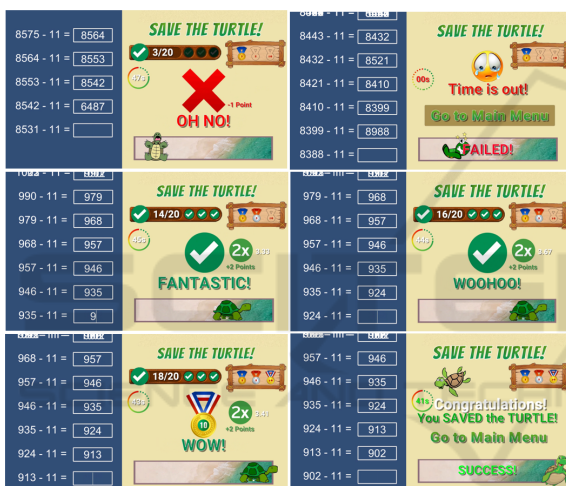 8575 - 11 = 8564
8564 - 11 = 8553
8553 - 11 = 8542
8542 - 11 = 6487
8531 - 11 =
SAVE THE TURTLE!
3/20
47s
-1 Point
OH NO!
8443 - 11 = 8432
8432 - 11 = 8521
8421 - 11 = 8410
8410 - 11 = 8399
8399 - 11 = 8988
8388 - 11 =
SAVE THE TURTLE!
00s
Time is out!
Go to Main Menu
FAILED!
990 - 11 = 979
979 - 11 = 968
968 - 11 = 957
957 - 11 = 946
946 - 11 = 935
935 - 11 = 9
SAVE THE TURTLE!
14/20
2x
+2 Points
FANTASTIC!
979 - 11 = 968
968 - 11 = 957
957 - 11 = 946
946 - 11 = 935
935 - 11 = 924
924 - 11 =
SAVE THE TURTLE!
16/20
44s
2x
+2 Points
WOOHOO!
968 - 11 = 957
957 - 11 = 946
946 - 11 = 935
935 - 11 = 924
924 - 11 = 913
913 - 11 =
SAVE THE TURTLE!
18/20
10
2x
+2 Points
WOW!
957 - 11 = 946
946 - 11 = 935
935 - 11 = 924
924 - 11 = 913
913 - 11 = 902
902 - 11 =
SAVE THE TURTLE!
41s
Congratulations!
You SAVED the TURTLE!
Go to Main Menu
SUCCESS!